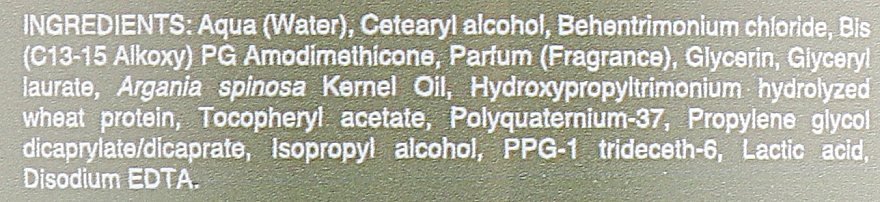 INGREDIENTS: Aqua (Water), Cetearyl alcohol, Behentrimonium chloride, Bis
(C13-15 Alkoxy) PG Amodimethicone, Parfum (Fragrance), Glycerin, Glyceryl
laurate, Argania spinosa Kernel Oil, Hydroxypropyltrimonium hydrolyzed
wheat protein, Tocopheryl acetate, Polyquaternium-37, Propylene glycol
dicaprylate/dicaprate, Isopropyl alcohol, PPG-1 trideceth-6, Lactic acid,
Disodium EDTA.